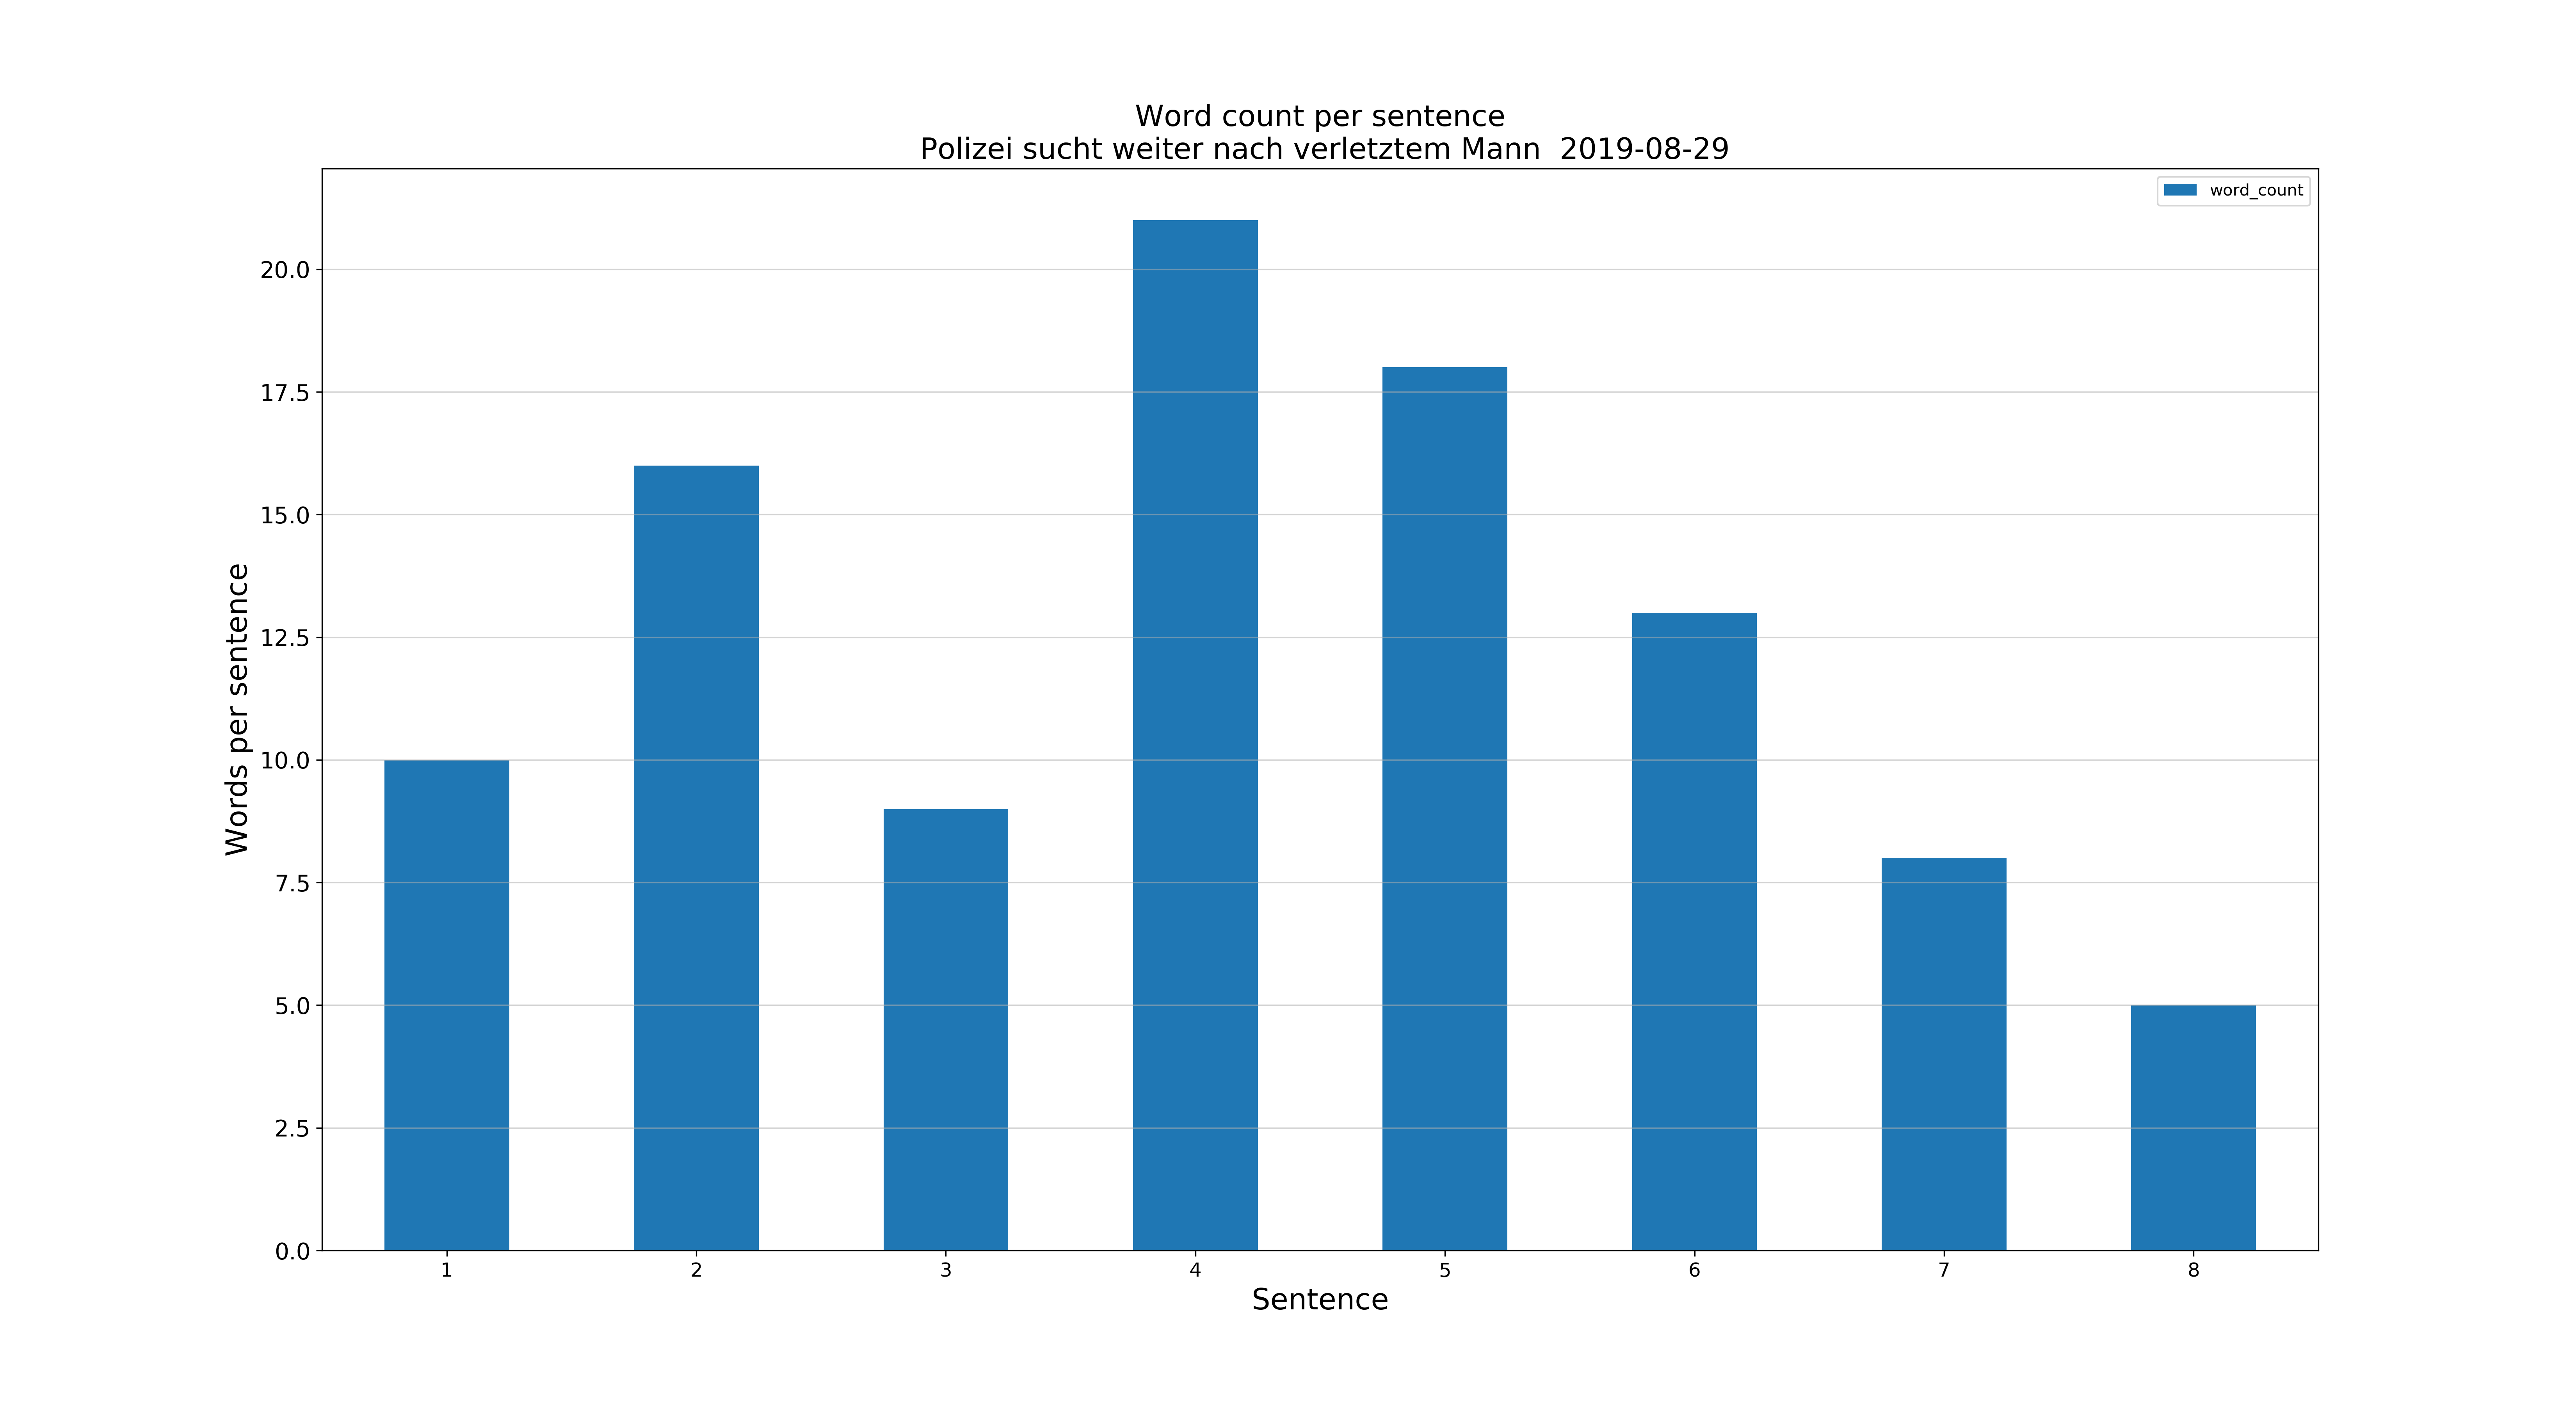 Word count per sentence
Polizei sucht weiter nach verletztem Mann  2019-08-29
word_count
20.0
17.5
15.0
12.5
10.0
7.5
5.0
2.5
0.0
Words per sentence
1 2 3 4 5 6 7 8
Sentence